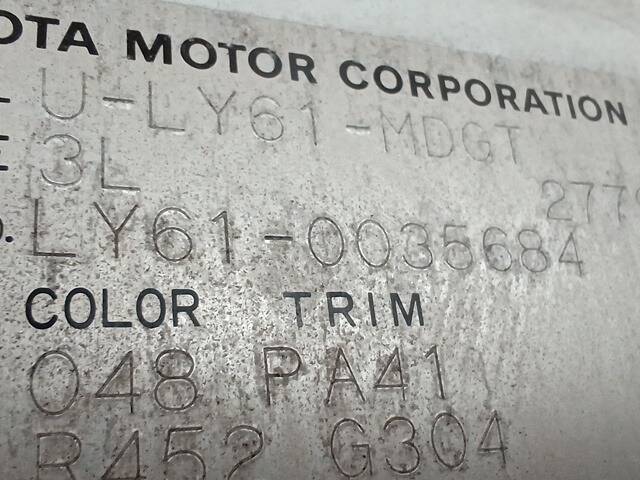 OTA MOTOR CORPORATION
U-LY61-MDGT
3L 277
LY61-0035684
COLOR TRIM
048 PA41
R452 G304